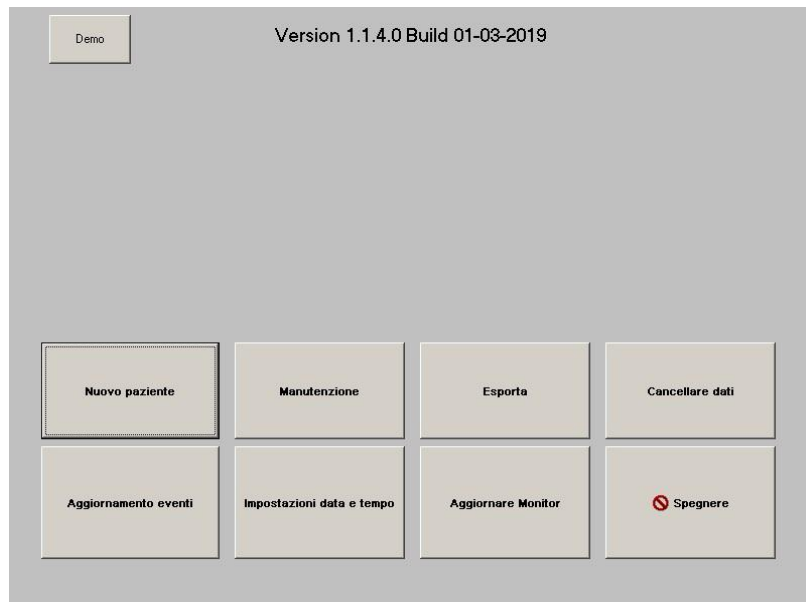 Demo
Version 1.1.4.0 Build 01-03-2019
Nuovo paziente
Manutenzione
Esporta
Cancellare dati
Aggiornamento eventi
Impostazioni data e tempo
Aggiornare Monitor
Spegnere